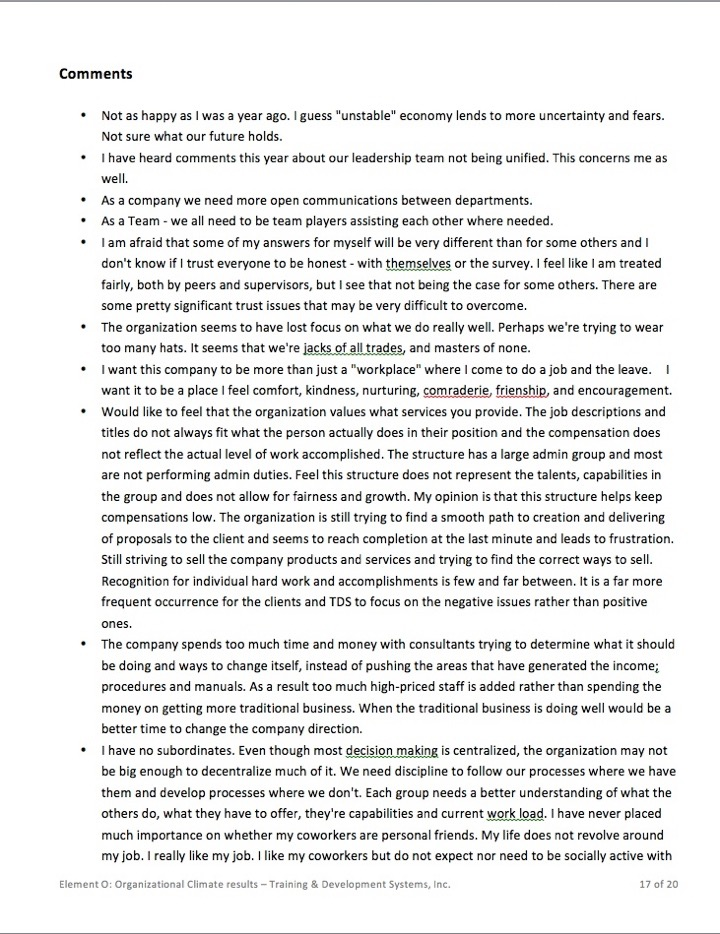 Comments
• Not as happy as I was a year ago. I guess "unstable" economy lends to more uncertainty and fears.
Not sure what our future holds.
• I have heard comments this year about our leadership team not being unified. This concerns me as
well.
• As a company we need more open communications between departments.
• As a Team - we all need to be team players assisting each other where needed.
• I am afraid that some of my answers for myself will be very different than for some others and I
don't know if I trust everyone to be honest - with themselves or the survey. I feel like I am treated
fairly, both by peers and supervisors, but I see that not being the case for some others. There are
some pretty significant trust issues that may be very difficult to overcome.
• The organization seems to have lost focus on what we do really well. Perhaps we're trying to wear
too many hats. It seems that we're jacks of all trades, and masters of none.
• I want this company to be more than just a "workplace" where I come to do a job and the leave. I
want it to be a place I feel comfort, kindness, nurturing, comraderie, frienship, and encouragement.
• Would like to feel that the organization values what services you provide. The job descriptions and
titles do not always fit what the person actually does in their position and the compensation does
not reflect the actual level of work accomplished. The structure has a large admin group and most
are not performing admin duties. Feel this structure does not represent the talents, capabilities in
the group and does not allow for fairness and growth. My opinion is that this structure helps keep
compensations low. The organization is still trying to find a smooth path to creation and delivering
of proposals to the client and seems to reach completion at the last minute and leads to frustration.
Still striving to sell the company products and services and trying to find the correct ways to sell.
Recognition for individual hard work and accomplishments is few and far between. It is a far more
frequent occurrence for the clients and TDS to focus on the negative issues rather than positive
ones.
• The company spends too much time and money with consultants trying to determine what it should
be doing and ways to change itself, instead of pushing the areas that have generated the income;
procedures and manuals. As a result too much high-priced staff is added rather than spending the
money on getting more traditional business. When the traditional business is doing well would be a
better time to change the company direction.
• I have no subordinates. Even though most decision making is centralized, the organization may not
be big enough to decentralize much of it. We need discipline to follow our processes where we have
them and develop processes where we don't. Each group needs a better understanding of what the
others do, what they have to offer, they're capabilities and current work load. I have never placed
much importance on whether my coworkers are personal friends. My life does not revolve around
my job. I really like my job. I like my coworkers but do not expect nor need to be socially active with
Element O: Organizational Climate results – Training & Development Systems, Inc. 17 of 20